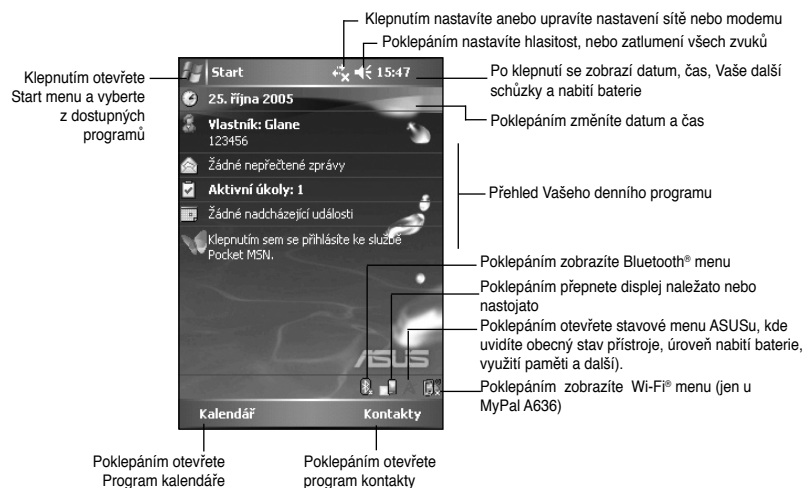 Klepnutím nastavíte anebo upravíte nastavení sítě nebo modemu
Poklepáním nastavíte hlasitost, nebo zatlumení všech zvuků
Klepnutím otevřete
Start menu a vyberte
z dostupných
programů
Start
15:47
Po klepnutí se zobrazí datum, čas, Vaše další
schůzky a nabití baterie
25. října 2005
Poklepáním změníte datum a čas
Vlastník: Glane
123456
Žádné nepřečtené zprávy
Aktivní úkoly: 1
Žádné nadcházející události
Klepnutím sem se přihlásíte ke službě
Pocket MSN.
Přehled Vašeho denního programu
Poklepáním zobrazíte Bluetooth® menu
Poklepáním přepnete displej naležato nebo
nastojato
Poklepáním otevřete stavové menu ASUSu, kde
uvidíte obecný stav přístroje, úroveň nabití baterie,
využití paměti a další).
Poklepáním zobrazíte Wi-Fi® menu (jen u
MyPal A636)
ASUS
Kalendář
Kontakty
Poklepáním otevřete
Program kalendáře
Poklepáním otevřete
program kontakty